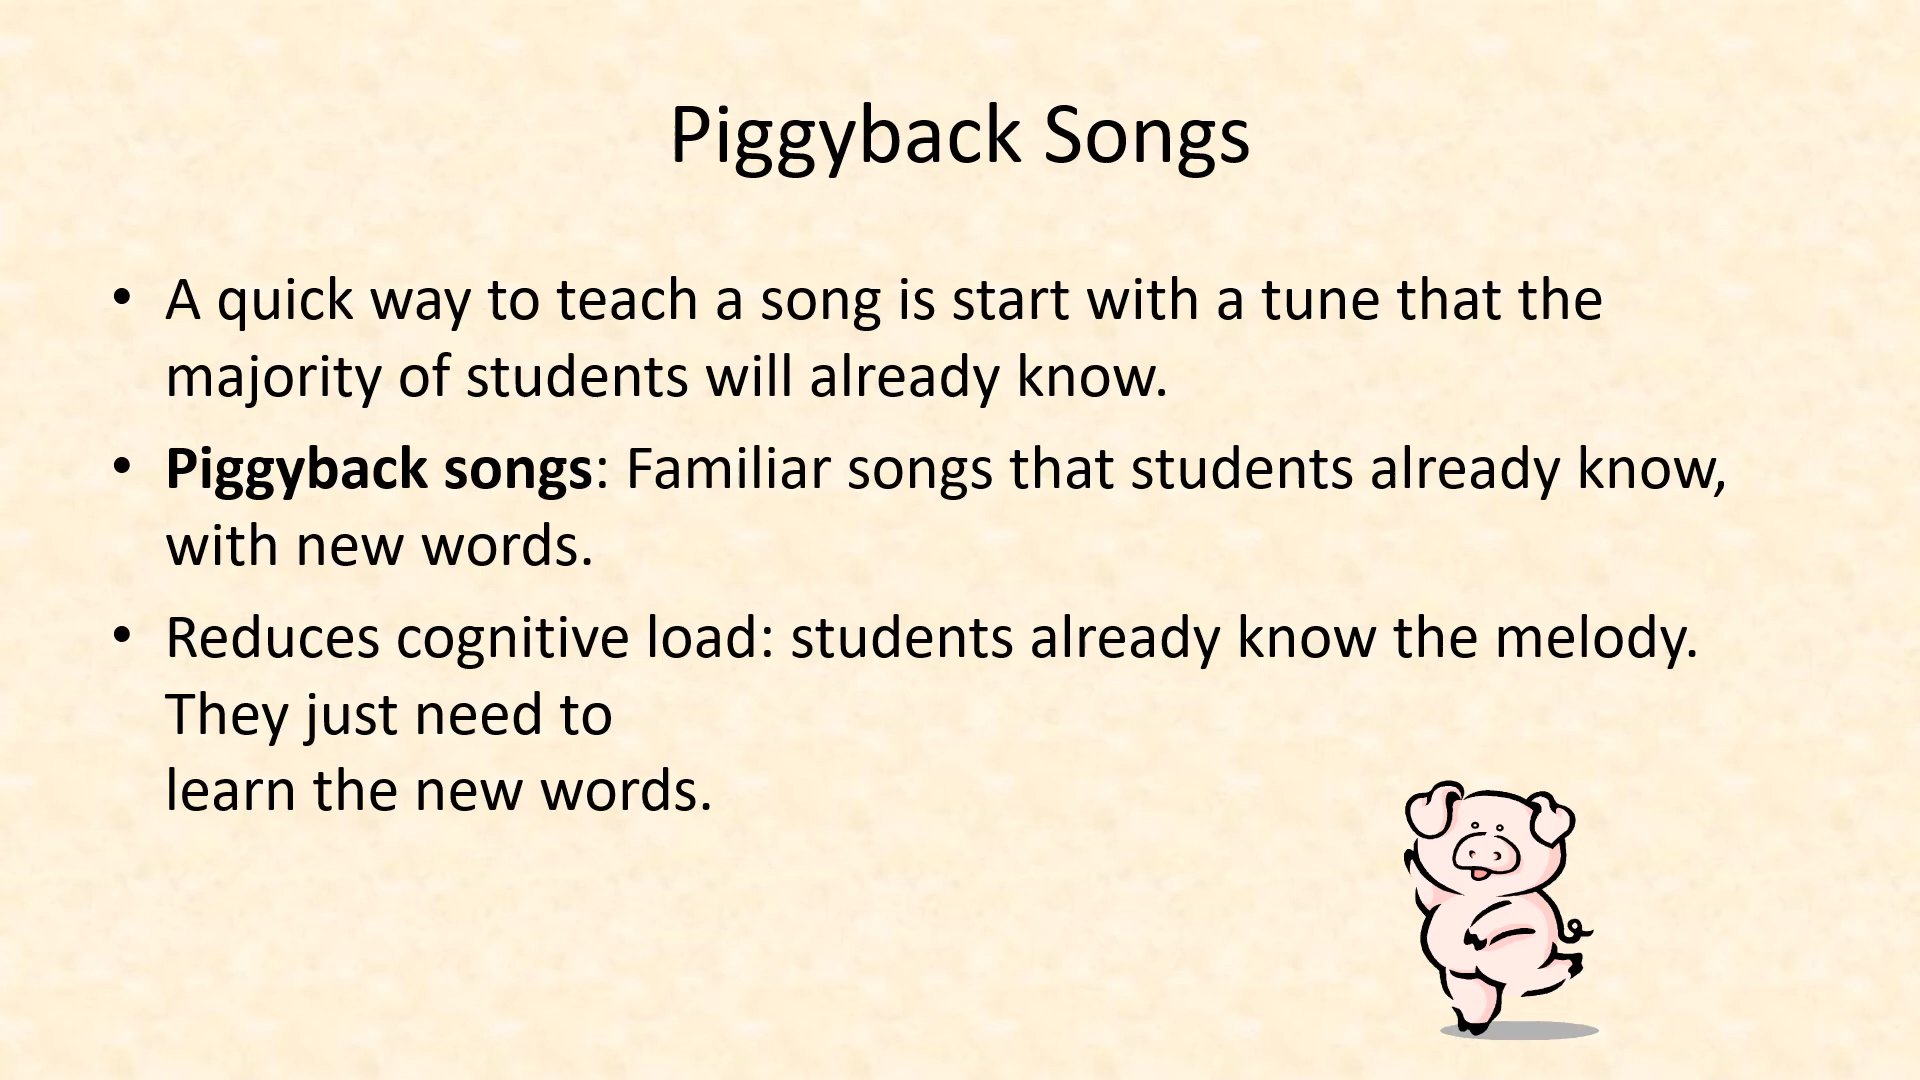 Piggyback Songs
• A quick way to teach a song is start with a tune that the
majority of students will already know.
• Piggyback songs: Familiar songs that students already know,
with new words.
• Reduces cognitive load: students already know the melody.
They just need to
learn the new words.